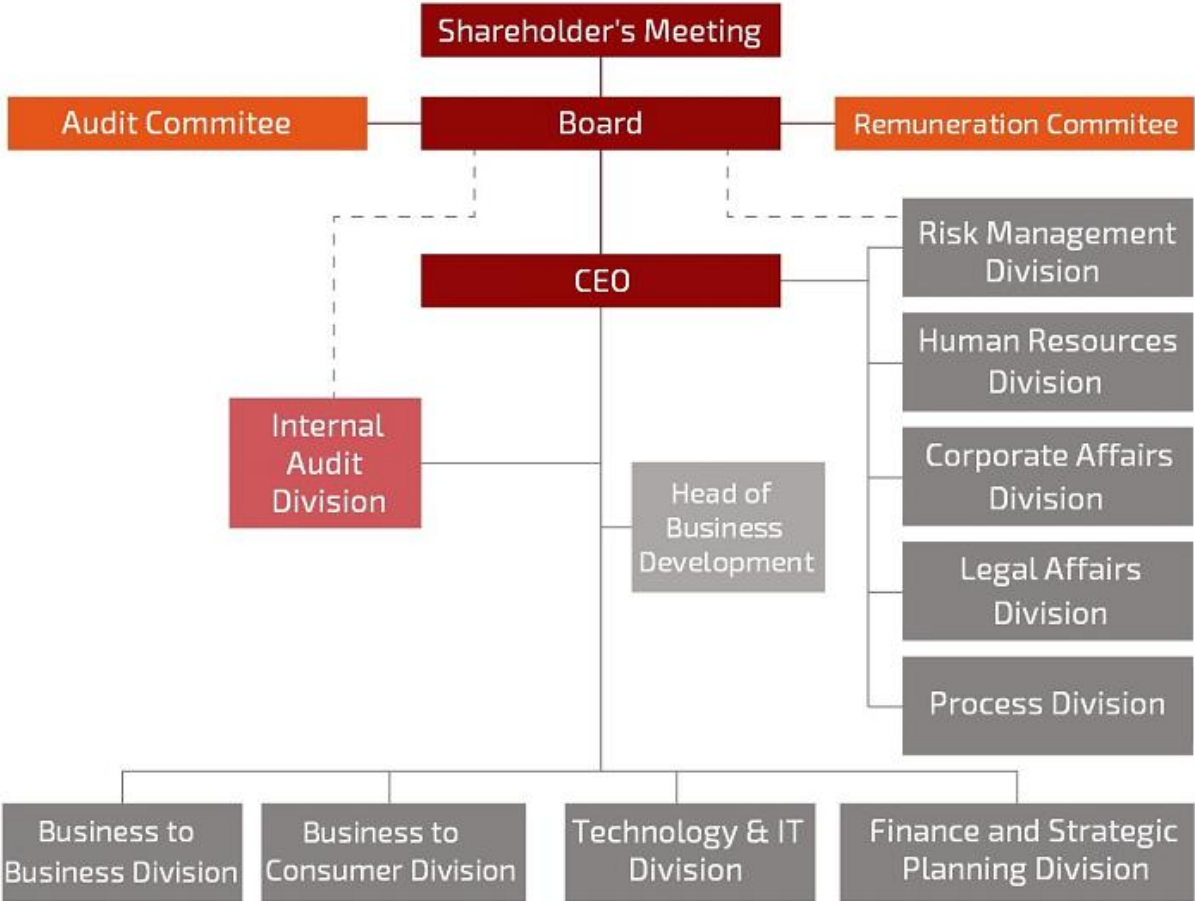 Shareholder's Meeting
Audit Commitee
Board
Remuneration Commitee
Risk Management
Division
CEO
Human Resources
Division
Internal
Audit
Division
Corporate Affairs
Division
Head of
Business
Development
Legal Affairs
Division
Process Division
Business to
Business Division
Business to
Consumer Division
Technology & IT
Division
Finance and Strategic
Planning Division